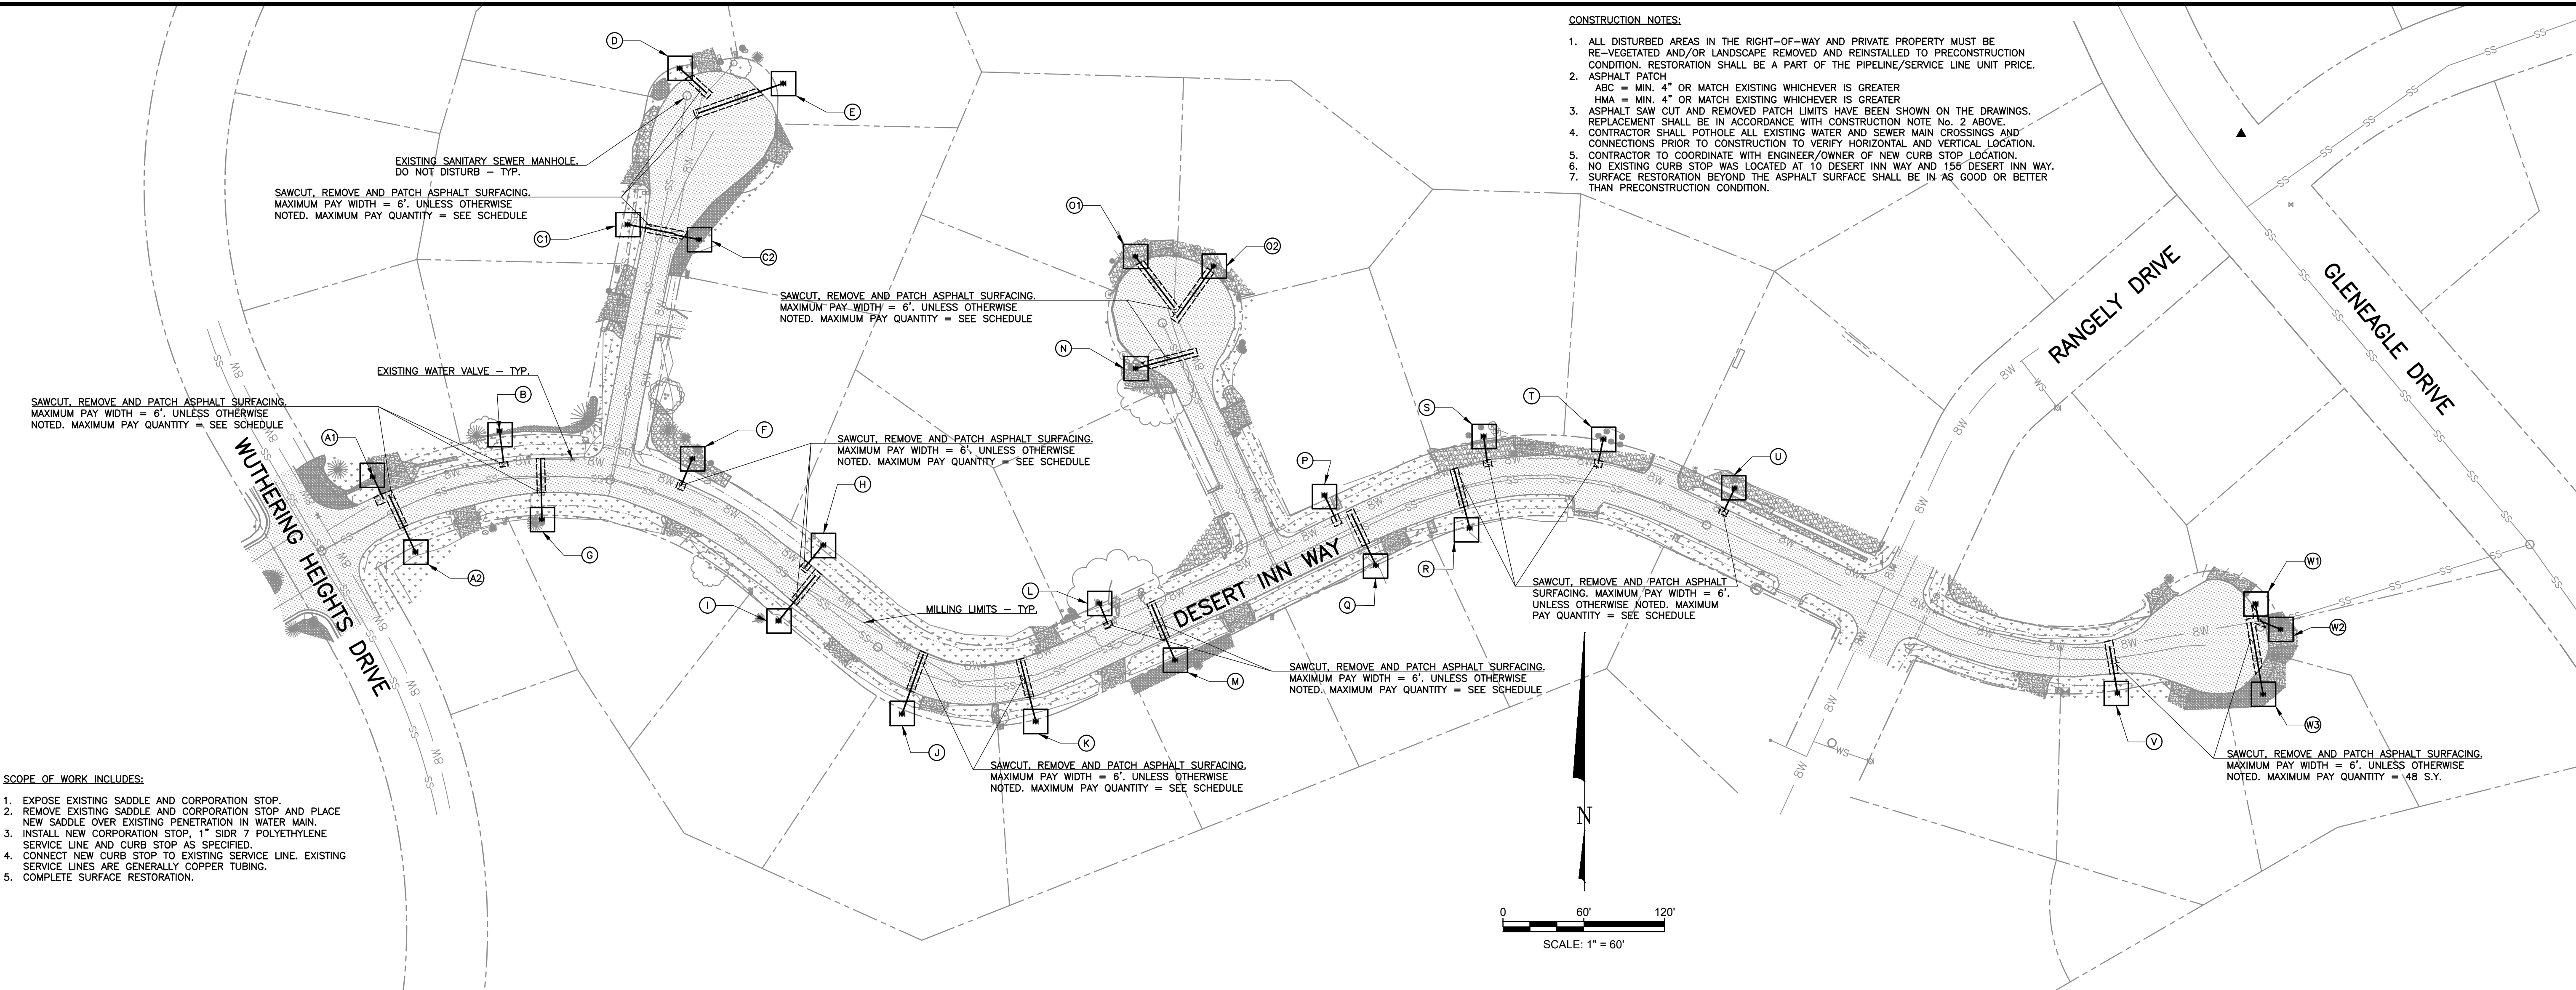 CONSTRUCTION NOTES:
1. ALL DISTURBED AREAS IN THE RIGHT-OF-WAY AND PRIVATE PROPERTY MUST BE
RE-VEGETATED AND/OR LANDSCAPE REMOVED AND REINSTALLED TO PRECONSTRUCTION
CONDITION. RESTORATION SHALL BE A PART OF THE PIPELINE/SERVICE LINE UNIT PRICE.
2. ASPHALT PATCH
ABC = MIN. 4" OR MATCH EXISTING WHICHEVER IS GREATER
HMA = MIN. 4" OR MATCH EXISTING WHICHEVER IS GREATER
3. ASPHALT SAW CUT AND REMOVED PATCH LIMITS HAVE BEEN SHOWN ON THE DRAWINGS.
REPLACEMENT SHALL BE IN ACCORDANCE WITH CONSTRUCTION NOTE No. 2 ABOVE.
4. CONTRACTOR SHALL POTHOLE ALL EXISTING WATER AND SEWER MAIN CROSSINGS AND
CONNECTIONS PRIOR TO CONSTRUCTION TO VERIFY HORIZONTAL AND VERTICAL LOCATION.
5. CONTRACTOR TO COORDINATE WITH ENGINEER/OWNER OF NEW CURB STOP LOCATION.
6. NO EXISTING CURB STOP WAS LOCATED AT 10 DESERT INN WAY AND 155 DESERT INN WAY.
7. SURFACE RESTORATION BEYOND THE ASPHALT SURFACE SHALL BE IN AS GOOD OR BETTER
THAN PRECONSTRUCTION CONDITION.
D
E
EXISTING SANITARY SEWER MANHOLE.
DO NOT DISTURB - TYP.
SAWCUT, REMOVE AND PATCH ASPHALT SURFACING.
MAXIMUM PAY WIDTH = 6'. UNLESS OTHERWISE
NOTED. MAXIMUM PAY QUANTITY = SEE SCHEDULE
C1
C2
O1
O2
SAWCUT, REMOVE AND PATCH ASPHALT SURFACING.
MAXIMUM PAY WIDTH = 6'. UNLESS OTHERWISE
NOTED. MAXIMUM PAY QUANTITY = SEE SCHEDULE
N
RANGELY DRIVE
GLENEAGLE DRIVE
EXISTING WATER VALVE - TYP.
B
SAWCUT, REMOVE AND PATCH ASPHALT SURFACING.
MAXIMUM PAY WIDTH = 6'. UNLESS OTHERWISE
NOTED. MAXIMUM PAY QUANTITY = SEE SCHEDULE
A1
A2
G
F
SAWCUT, REMOVE AND PATCH ASPHALT SURFACING.
MAXIMUM PAY WIDTH = 6'. UNLESS OTHERWISE
NOTED. MAXIMUM PAY QUANTITY = SEE SCHEDULE
H
I
WUTHERING HEIGHTS DRIVE
S
T
U
P
R
Q
L
MILLING LIMITS - TYP.
DESERT INN WAY
SAWCUT, REMOVE AND PATCH ASPHALT
SURFACING. MAXIMUM PAY WIDTH = 6'.
UNLESS OTHERWISE NOTED. MAXIMUM
PAY QUANTITY = SEE SCHEDULE
SAWCUT, REMOVE AND PATCH ASPHALT SURFACING.
MAXIMUM PAY WIDTH = 6'. UNLESS OTHERWISE
NOTED. MAXIMUM PAY QUANTITY = SEE SCHEDULE
M
J
K
SAWCUT, REMOVE AND PATCH ASPHALT SURFACING.
MAXIMUM PAY WIDTH = 6'. UNLESS OTHERWISE
NOTED. MAXIMUM PAY QUANTITY = SEE SCHEDULE
W1
W2
W3
V
SAWCUT, REMOVE AND PATCH ASPHALT SURFACING.
MAXIMUM PAY WIDTH = 6'. UNLESS OTHERWISE
NOTED. MAXIMUM PAY QUANTITY = 48 S.Y.
SCOPE OF WORK INCLUDES:
1. EXPOSE EXISTING SADDLE AND CORPORATION STOP.
2. REMOVE EXISTING SADDLE AND CORPORATION STOP AND PLACE
NEW SADDLE OVER EXISTING PENETRATION IN WATER MAIN.
3. INSTALL NEW CORPORATION STOP, 1" SIDR 7 POLYETHYLENE
SERVICE LINE AND CURB STOP AS SPECIFIED.
4. CONNECT NEW CURB STOP TO EXISTING SERVICE LINE. EXISTING
SERVICE LINES ARE GENERALLY COPPER TUBING.
5. COMPLETE SURFACE RESTORATION.
N
0 60' 120'
SCALE: 1" = 60'